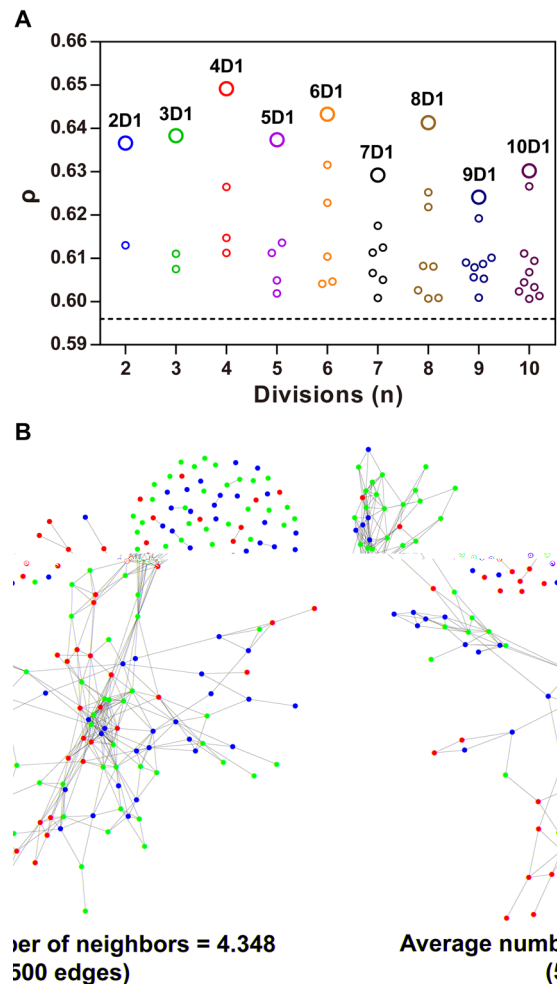 A
0.66
0.65
0.64
0.63
0.62
0.61
0.60
0.59
ρ
2D1
3D1
4D1
5D1
6D1
7D1
8D1
9D1
10D1
2 3 4 5 6 7 8 9 10
Divisions (n)
B
ber of neighbors = 4.348
500 edges)
Average numb
(5